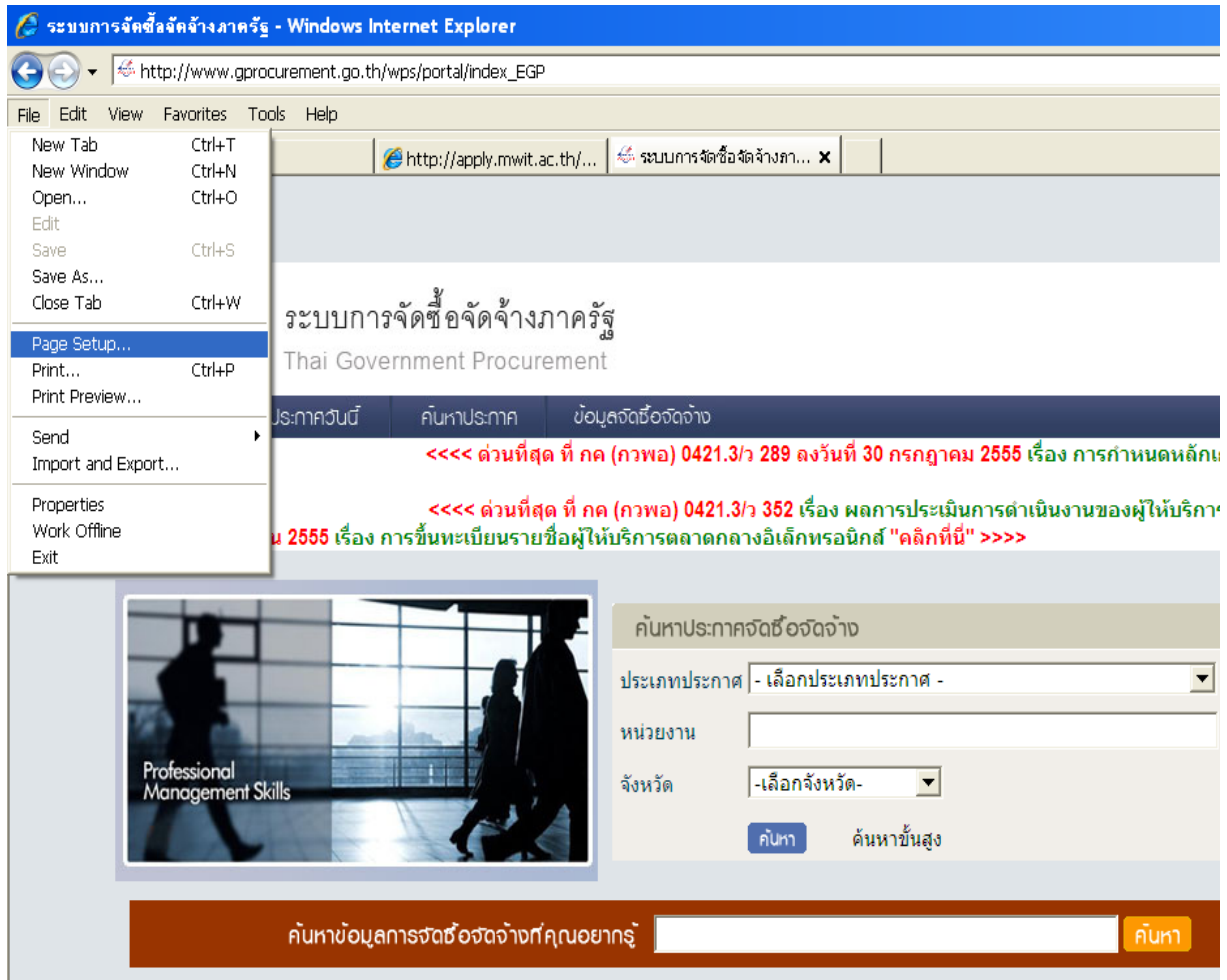 ระบบการจัดซื้อจัดจ้างภาครัฐ - Windows Internet Explorer
http://www.gprocurement.go.th/wps/portal/index_EGP
File Edit View Favorites Tools Help
http://apply.mwit.ac.th/... ระบบการจัดซื้อจัดจ้างภา... X
New Tab Ctrl+T
New Window Ctrl+N
Open... Ctrl+O
Edit
Save Ctrl+S
Save As...
Close Tab Ctrl+W
Page Setup...
Print... Ctrl+P
Print Preview...
Send
Import and Export...
Properties
Work Offline
Exit
ระบบการจัดซื้อจัดจ้างภาครัฐ
Thai Government Procurement
ประกาศวันนี้ ค้นหาประกาศ ข้อมูลจัดซื้อจัดจ้าง
<<<< ด่วนที่สุด ที่ กค (กวพอ) 0421.3/ว 289 ลงวันที่ 30 กรกฎาคม 2555 เรื่อง การกำหนดหลักเ
<<<< ด่วนที่สุด ที่ กค (กวพอ) 0421.3/ว 352 เรื่อง ผลการประเมินการดำเนินงานของผู้ให้บริการ
น 2555 เรื่อง การขึ้นทะเบียนรายชื่อผู้ให้บริการตลาดกลางอิเล็กทรอนิกส์ "คลิกที่นี่" >>>>
Professional
Management Skills
ค้นหาประกาศจัดซื้อจัดจ้าง
ประเภทประกาศ - เลือกประเภทประกาศ -
หน่วยงาน
จังหวัด -เลือกจังหวัด-
ค้นหา ค้นหาขั้นสูง
ค้นหาข้อมูลการจัดซื้อจัดจ้างที่คุณอยากรู้ ค้นหา